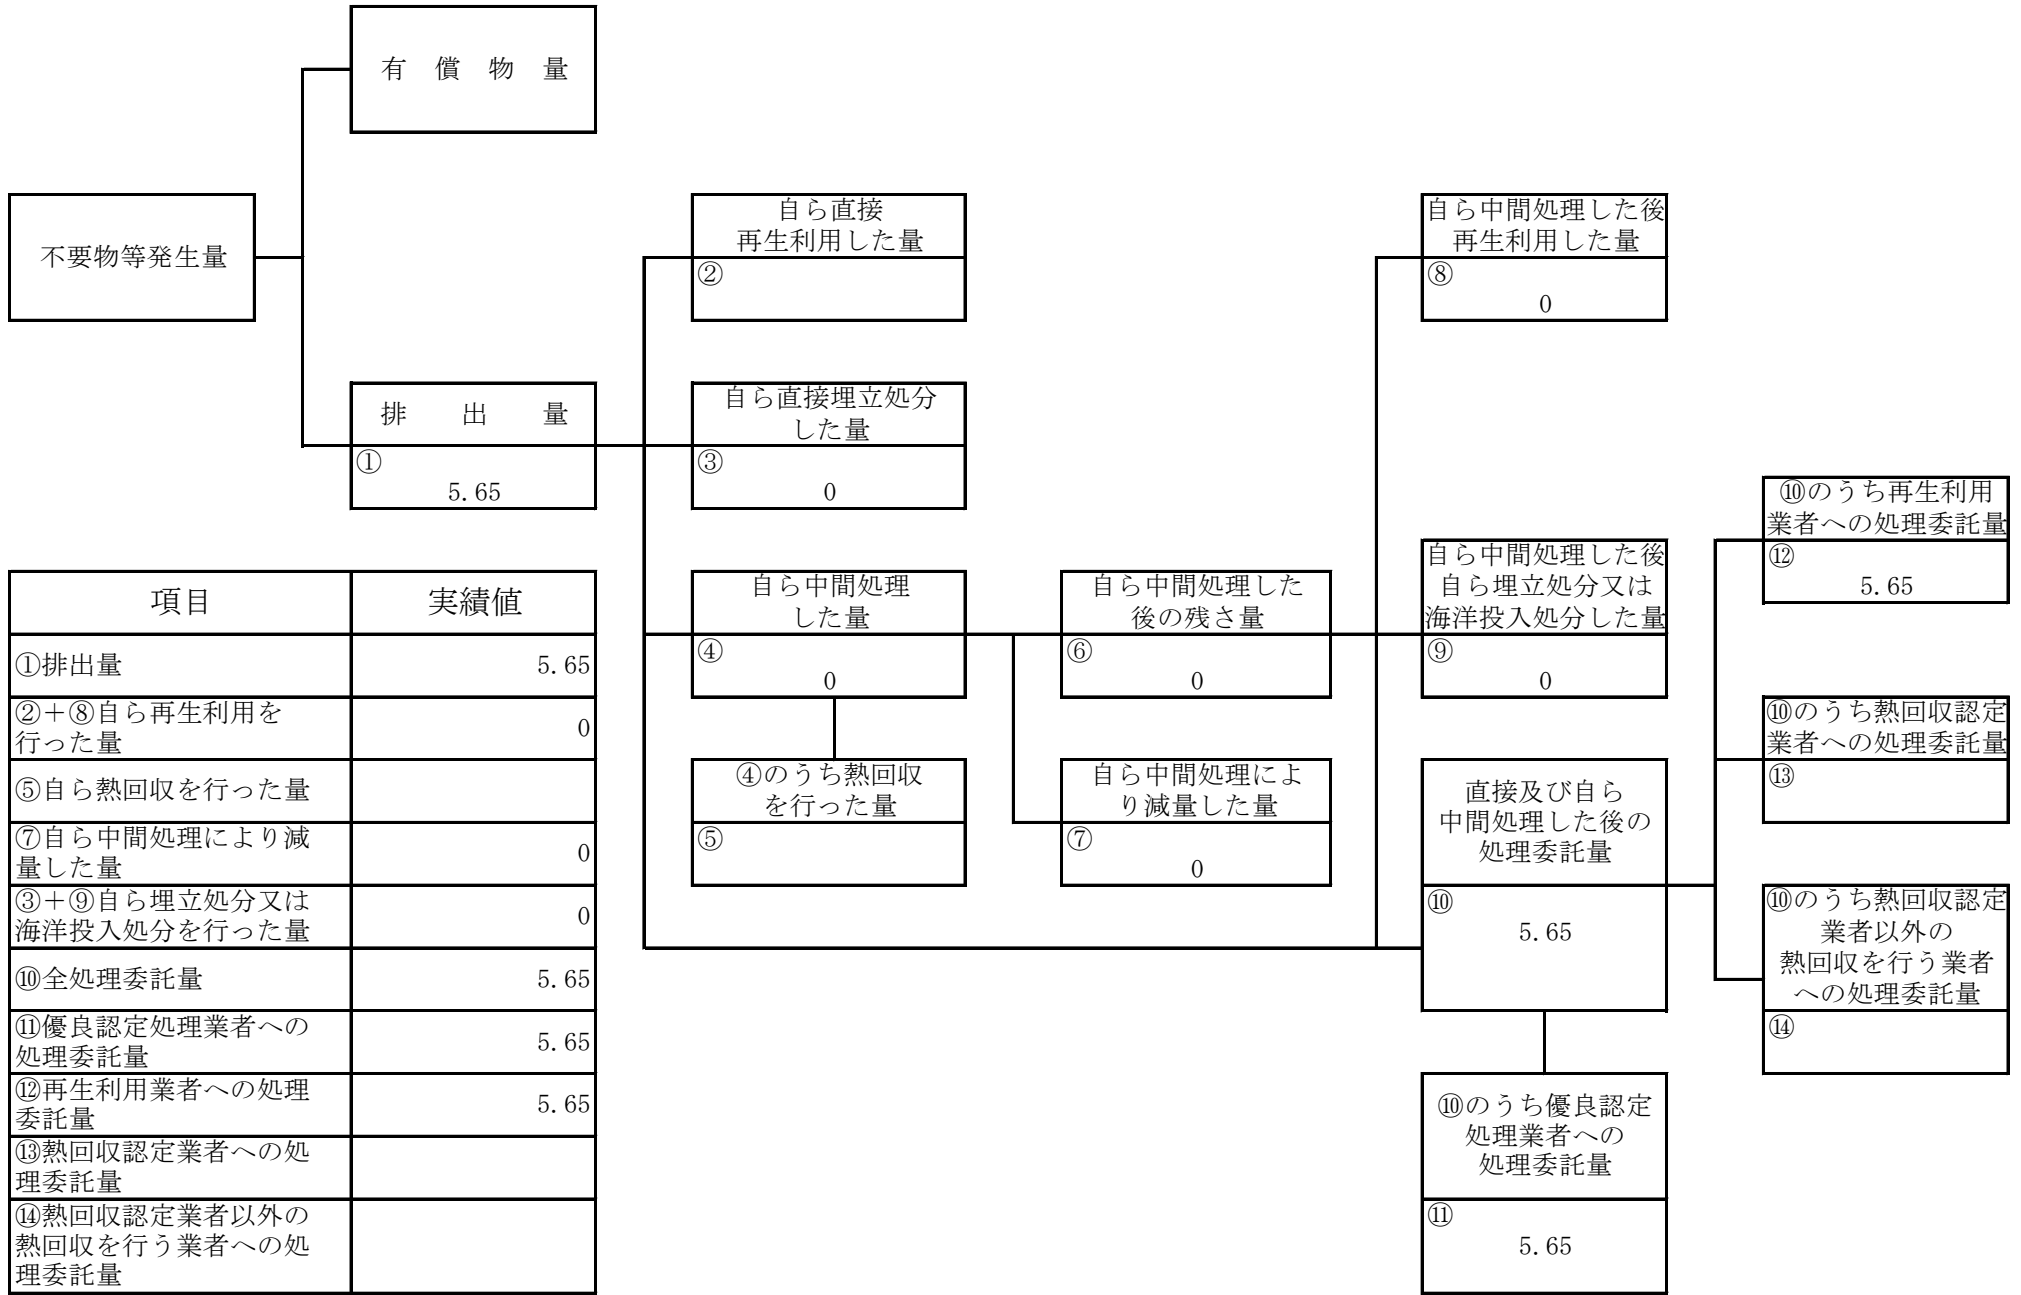 有　償　物　量
不要物等発生量
自ら直接
再生利用した量
②
自ら中間処理した後
再生利用した量
⑧
0
排　出　量
①
5.65
自ら直接埋立処分
した量
③
0
⑩のうち再生利用
業者への処理委託量
⑫
5.65
自ら中間処理
した量
④
0
自ら中間処理した
後の残さ量
⑥
0
自ら中間処理した後
自ら埋立処分又は
海洋投入処分した量
⑨
0
⑩のうち熱回収認定
業者への処理委託量
⑬
④のうち熱回収
を行った量
⑤
自ら中間処理によ
り減量した量
⑦
0
直接及び自ら
中間処理した後の
処理委託量
⑩
5.65
⑩のうち熱回収認定
業者以外の
熱回収を行う業者
への処理委託量
⑭
⑩のうち優良認定
処理業者への
処理委託量
⑪
5.65
項目 実績値
①排出量 5.65
②＋⑧自ら再生利用を
行った量 0
⑤自ら熱回収を行った量
⑦自ら中間処理により減
量した量 0
③＋⑨自ら埋立処分又は
海洋投入処分を行った量 0
⑩全処理委託量 5.65
⑪優良認定処理業者への
処理委託量 5.65
⑫再生利用業者への処理
委託量 5.65
⑬熱回収認定業者への処
理委託量
⑭熱回収認定業者以外の
熱回収を行う業者への処
理委託量